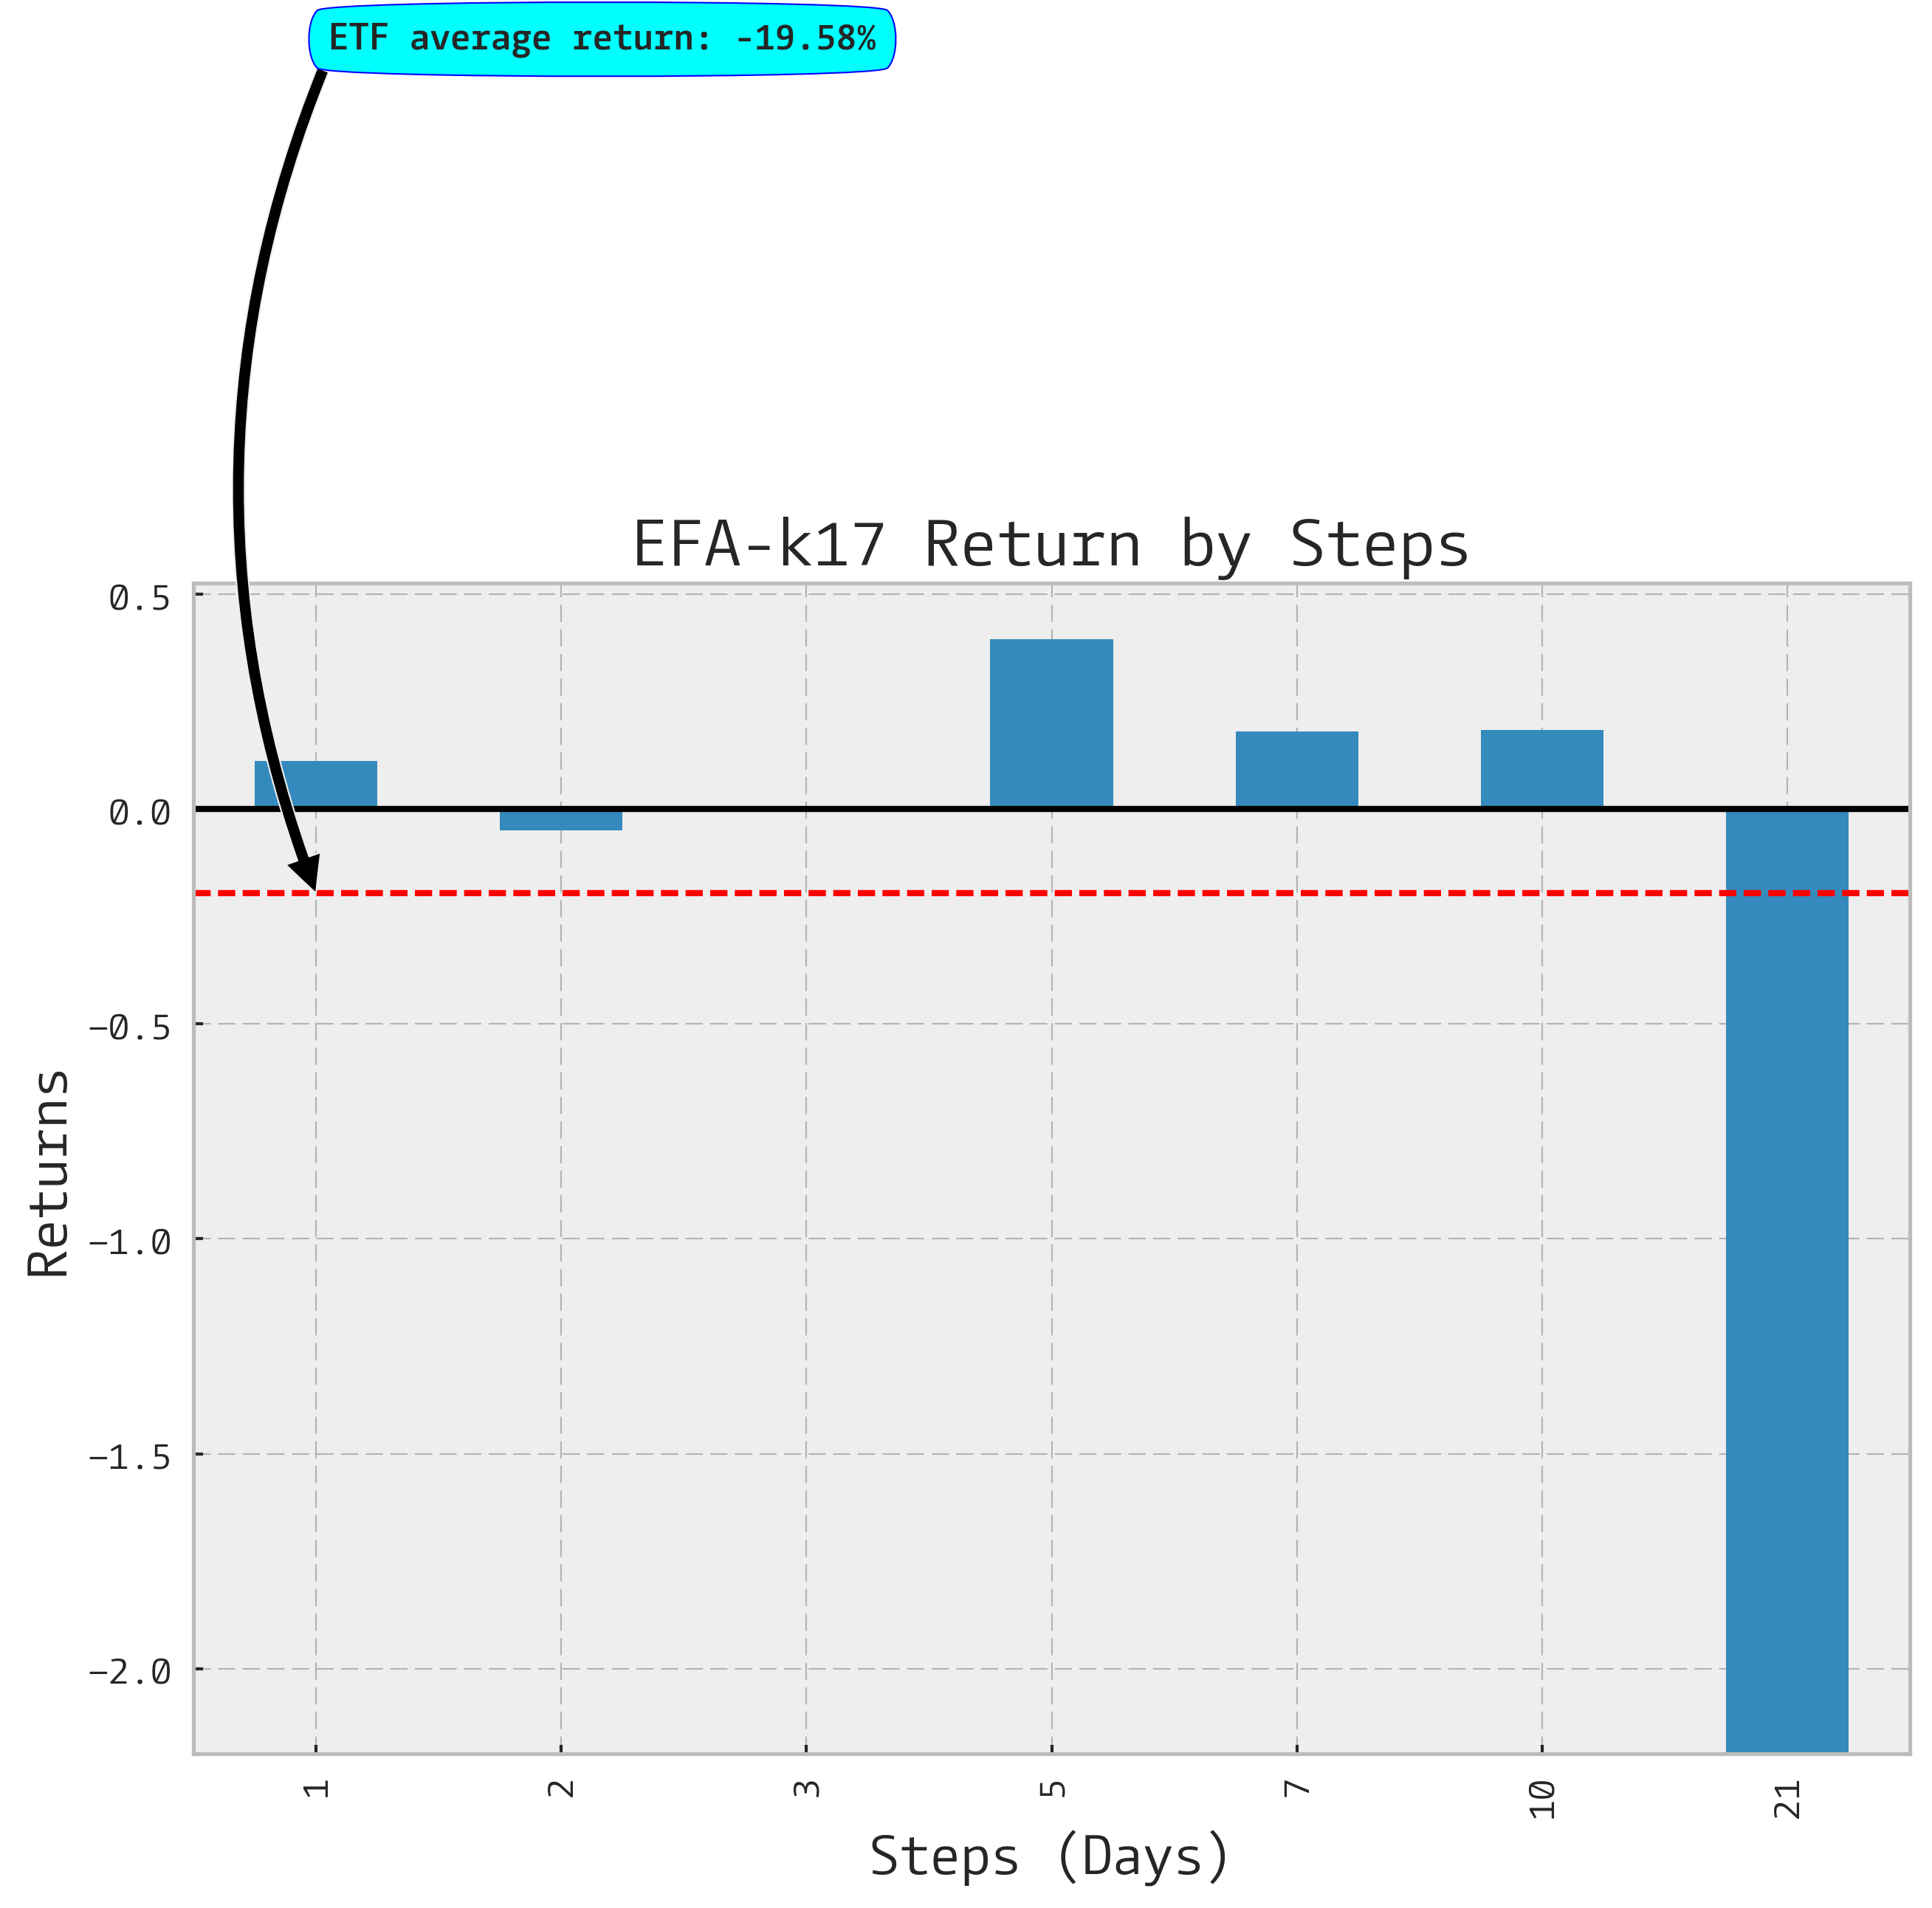 ETF average return: -19.58%
EFA-k17 Return by Steps
0.5
0.0
−0.5
−1.0
−1.5
−2.0
Returns
1 2 3 5 7 10 21
Steps (Days)